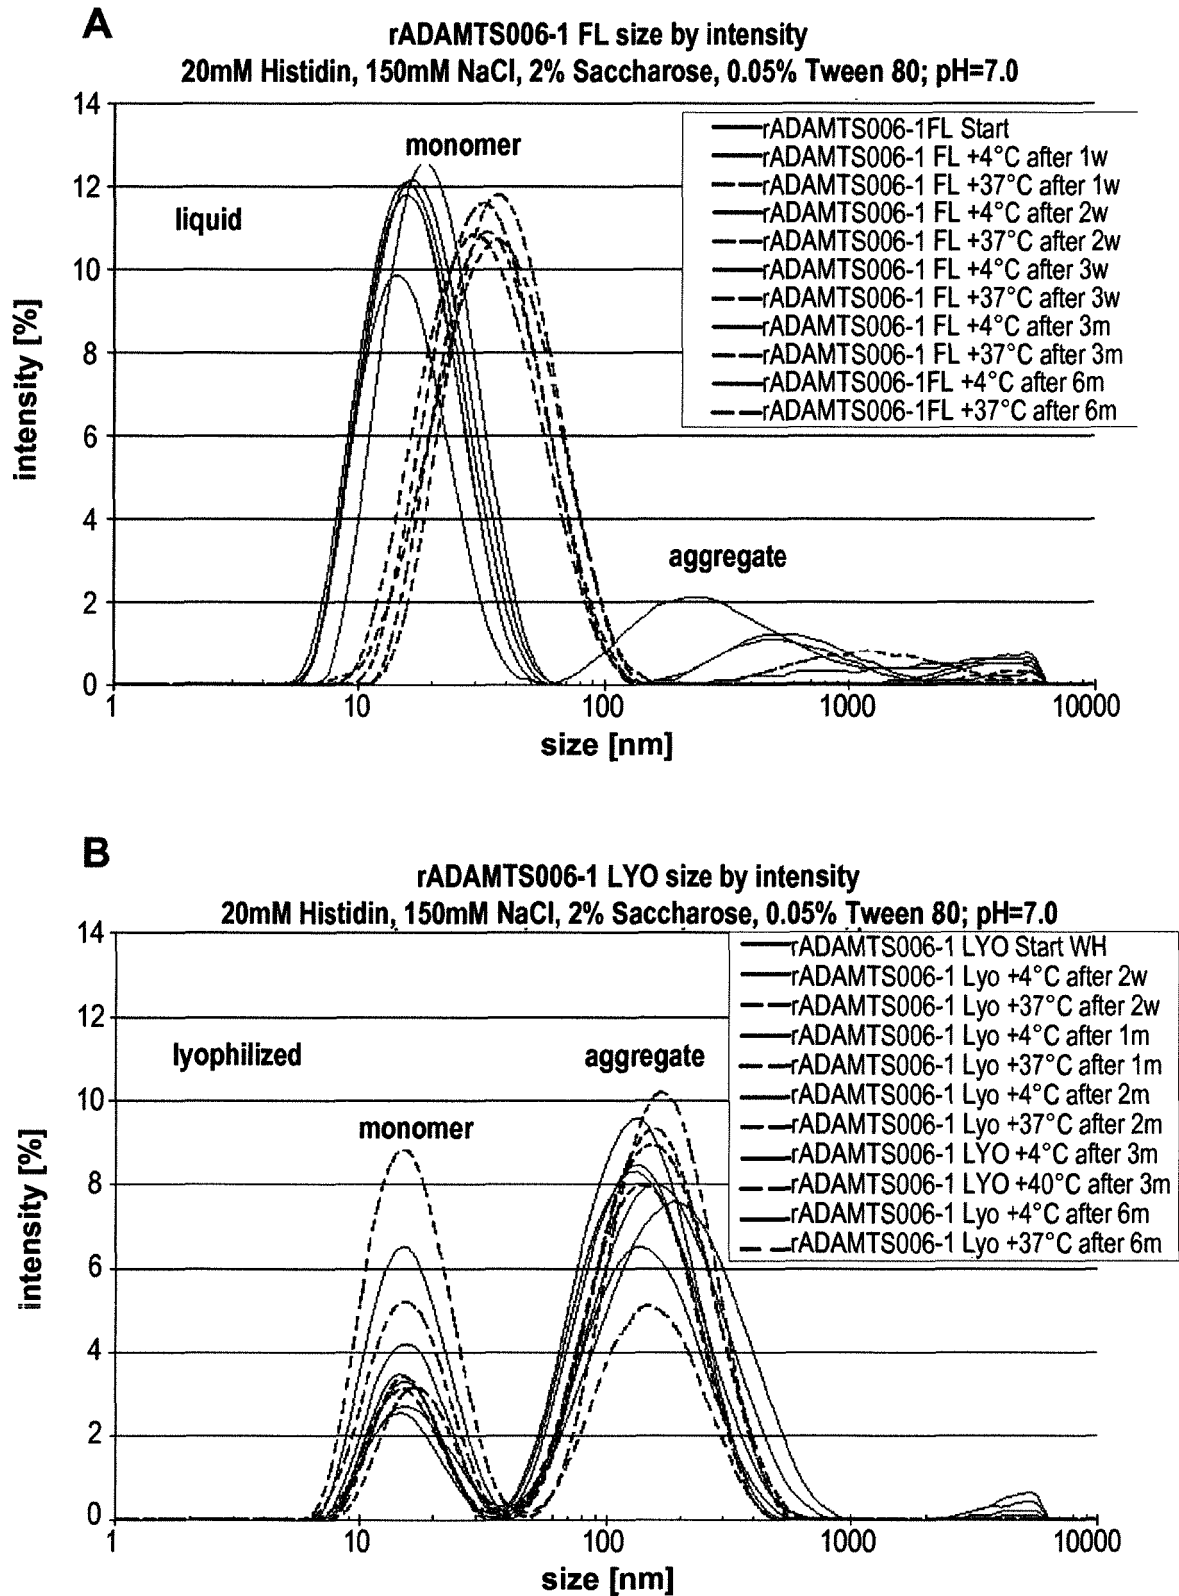 A
rADAMTS006-1 FL size by intensity
20mM Histidin, 150mM NaCl, 2% Saccharose, 0.05% Tween 80; pH=7.0
14
12
10
8
6
4
2
0
intensity [%]
liquid
monomer
aggregate
rADAMTS006-1FL Start
rADAMTS006-1 FL +4°C after 1w
rADAMTS006-1 FL +37°C after 1w
rADAMTS006-1 FL +4°C after 2w
rADAMTS006-1 FL +37°C after 2w
rADAMTS006-1 FL +4°C after 3w
rADAMTS006-1 FL +37°C after 3w
rADAMTS006-1 FL +4°C after 3m
rADAMTS006-1 FL +37°C after 3m
rADAMTS006-1FL +4°C after 6m
rADAMTS006-1FL +37°C after 6m
1 10 100 1000 10000
size [nm]
B
rADAMTS006-1 LYO size by intensity
20mM Histidin, 150mM NaCl, 2% Saccharose, 0.05% Tween 80; pH=7.0
14
12
10
8
6
4
2
0
intensity [%]
lyophilized
monomer
aggregate
rADAMTS006-1 LYO Start WH
rADAMTS006-1 Lyo +4°C after 2w
rADAMTS006-1 Lyo +37°C after 2w
rADAMTS006-1 Lyo +4°C after 1m
rADAMTS006-1 Lyo +37°C after 1m
rADAMTS006-1 Lyo +4°C after 2m
rADAMTS006-1 Lyo +37°C after 2m
rADAMTS006-1 LYO +4°C after 3m
rADAMTS006-1 LYO +40°C after 3m
rADAMTS006-1 Lyo +4°C after 6m
rADAMTS006-1 Lyo +37°C after 6m
1 10 100 1000 10000
size [nm]